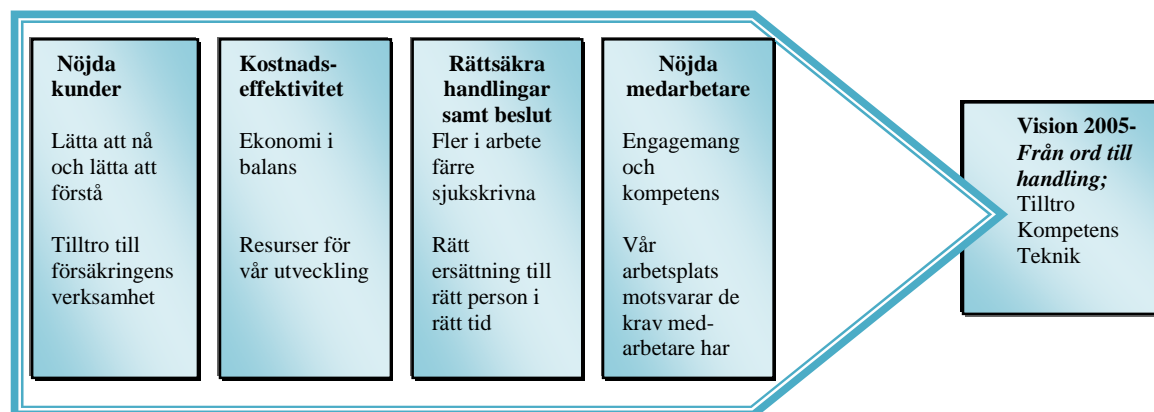 Nöjda
kunder
Lätta att nå
och lätta att
förstå
Tilltro till
försäkringens
verksamhet
Kostnads-
effektivitet
Ekonomi i
balans
Resurser för
vår utveckling
Rättsäkra
handlingar
samt beslut
Fler i arbete
färre
sjukskrivna
Rätt
ersättning till
rätt person i
rätt tid
Nöjda
medarbetare
Engagemang
och
kompetens
Vår
arbetsplats
motsvarar de
krav med-
arbetare har
Vision 2005-
Från ord till
handling;
Tilltro
Kompetens
Teknik